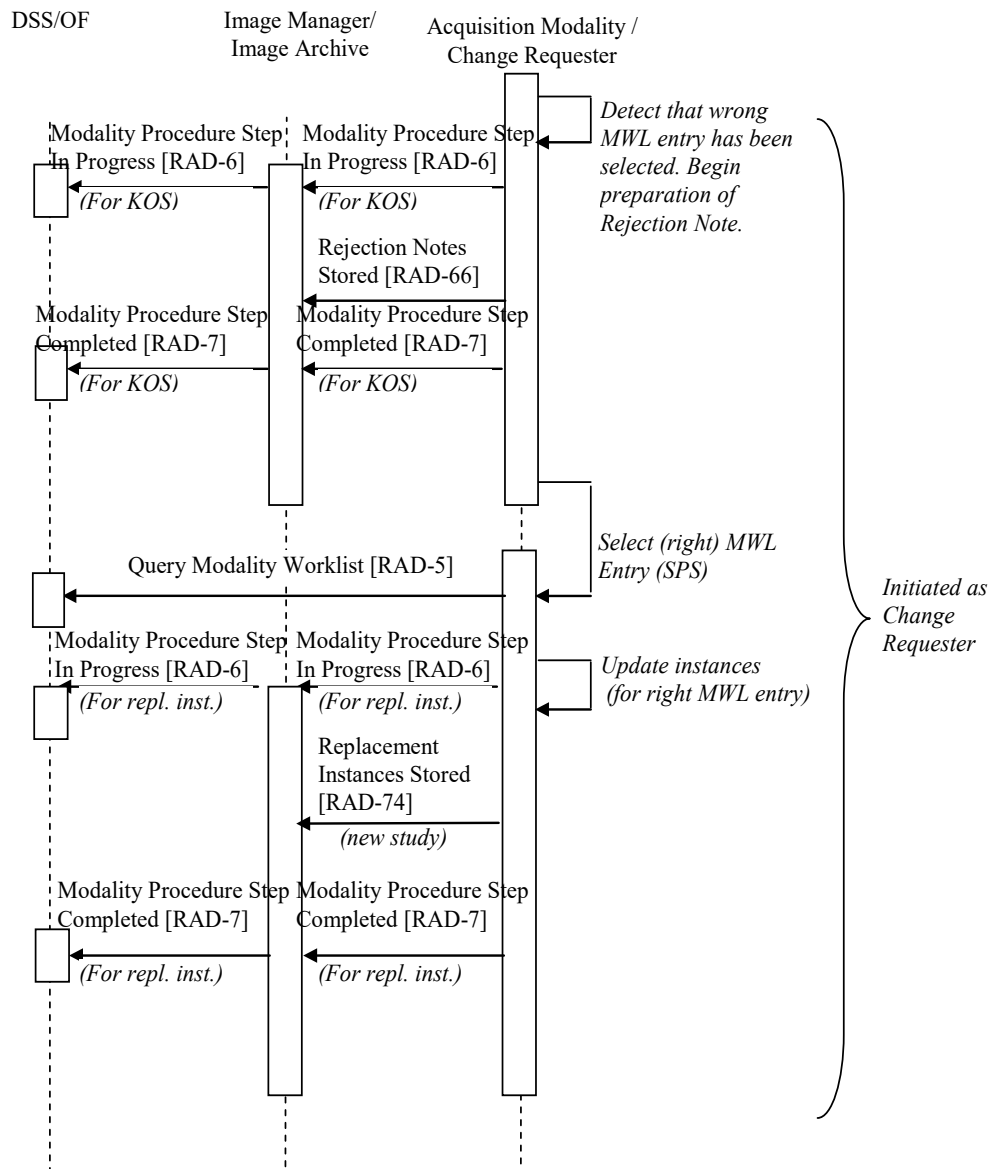 DSS/OF
Image Manager/
Image Archive
Acquisition Modality /
Change Requester
Detect that wrong
MWL entry has been
selected. Begin
preparation of
Rejection Note.
Modality Procedure Step
In Progress [RAD-6]
(For KOS)
Modality Procedure Step
In Progress [RAD-6]
(For KOS)
Rejection Notes
Stored [RAD-66]
Modality Procedure Step
Completed [RAD-7]
(For KOS)
Modality Procedure Step
Completed [RAD-7]
(For KOS)
Select (right) MWL
Entry (SPS)
Query Modality Worklist [RAD-5]
Initiated as
Change
Requester
Modality Procedure Step
In Progress [RAD-6]
(For repl. inst.)
Modality Procedure Step
In Progress [RAD-6]
(For repl. inst.)
Update instances
(for right MWL entry)
Replacement
Instances Stored
[RAD-74]
(new study)
Modality Procedure Step
Completed [RAD-7]
(For repl. inst.)
Modality Procedure Step
Completed [RAD-7]
(For repl. inst.)